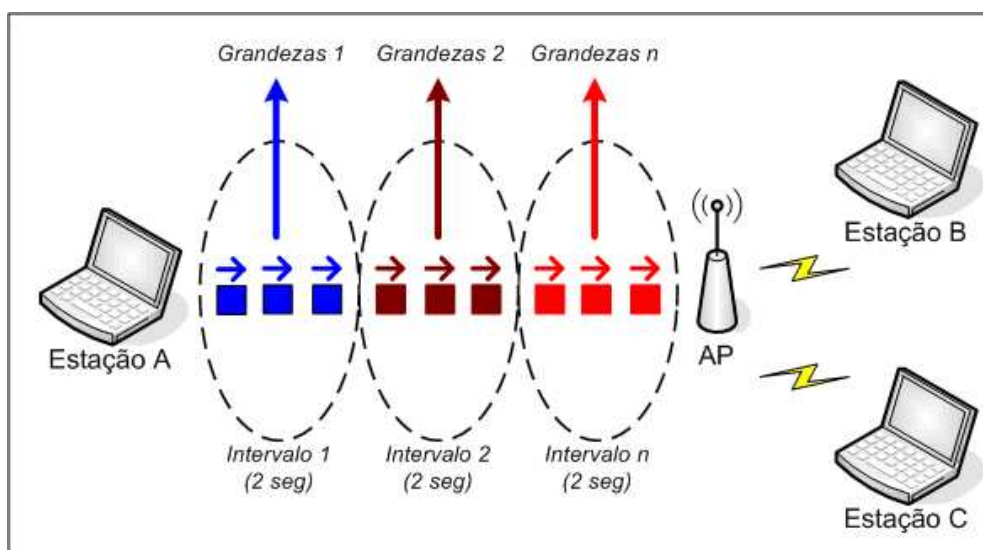 Grandezas 1
Grandezas 2
Grandezas n
Estação A
AP
Estação B
Intervalo 1
(2 seg)
Intervalo 2
(2 seg)
Intervalo n
(2 seg)
Estação C